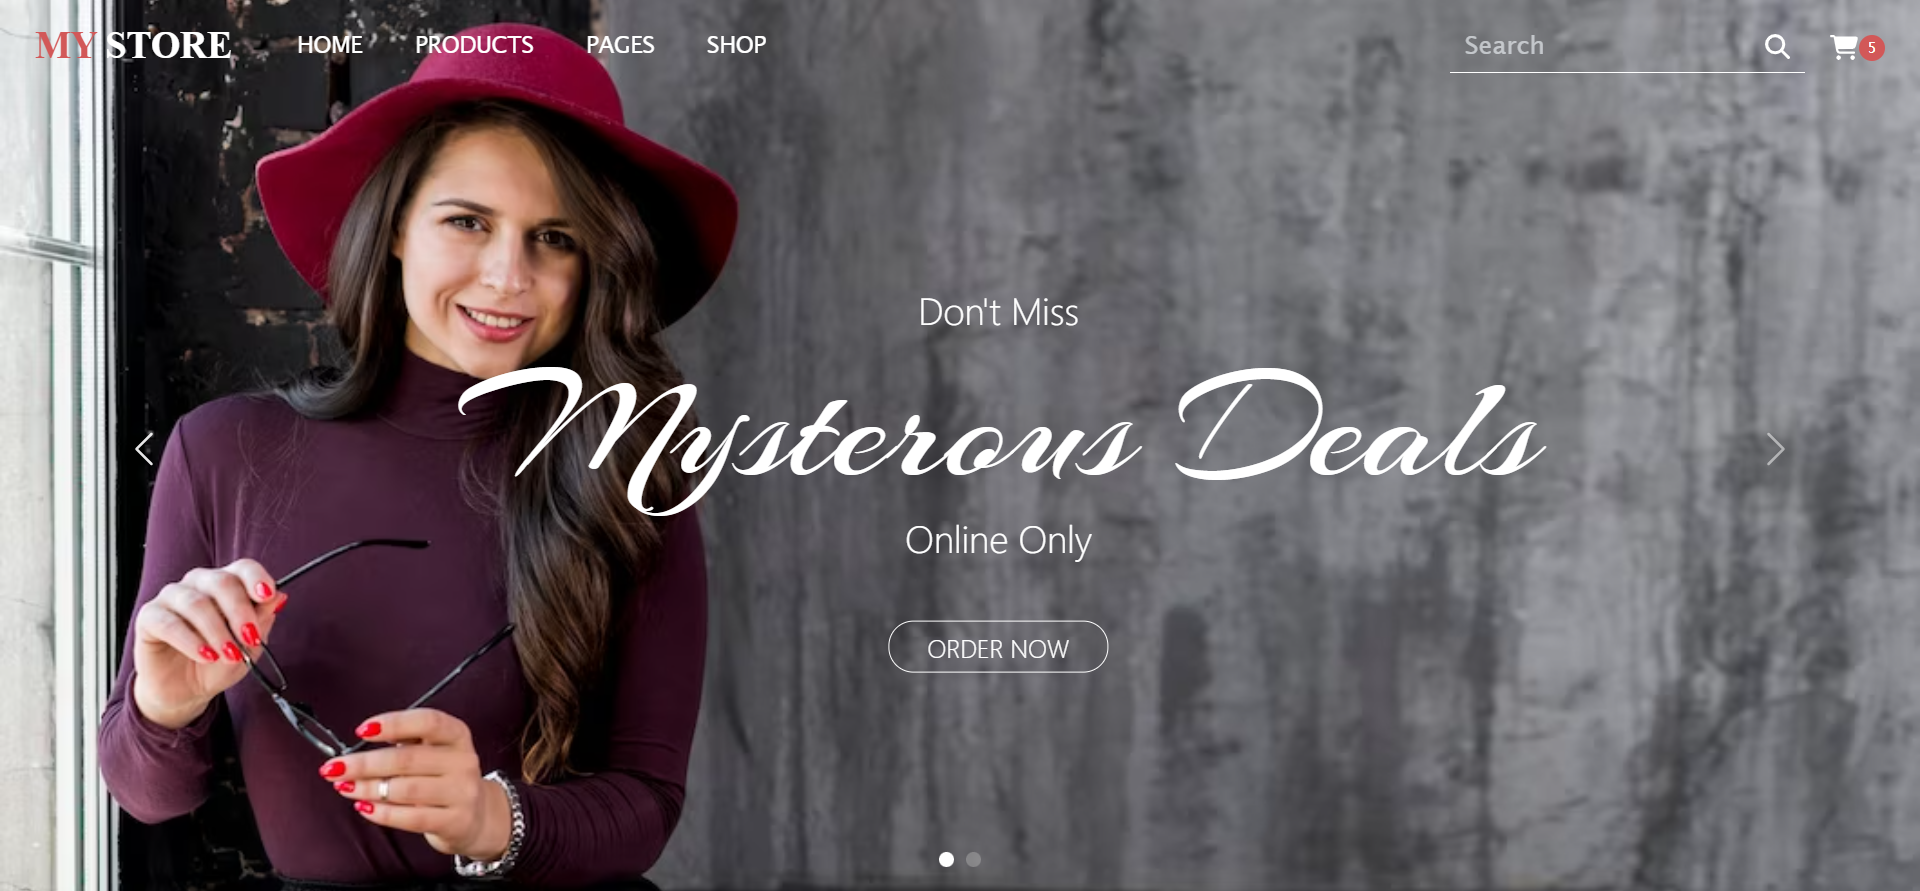 MY STORE
HOME
PRODUCTS
PAGES
SHOP
Search
5
Don't Miss
Mysterous Deals
Online Only
ORDER NOW